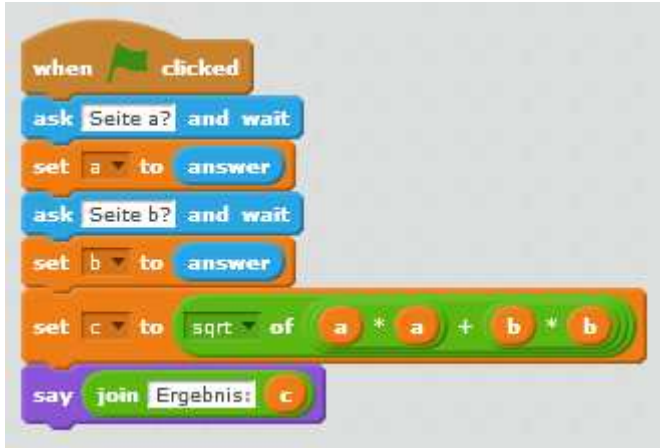 when clicked
ask Seite a? and wait
set a to answer
ask Seite b? and wait
set b to answer
set c to sqrt of a * a + b * b
say join Ergebnis: c